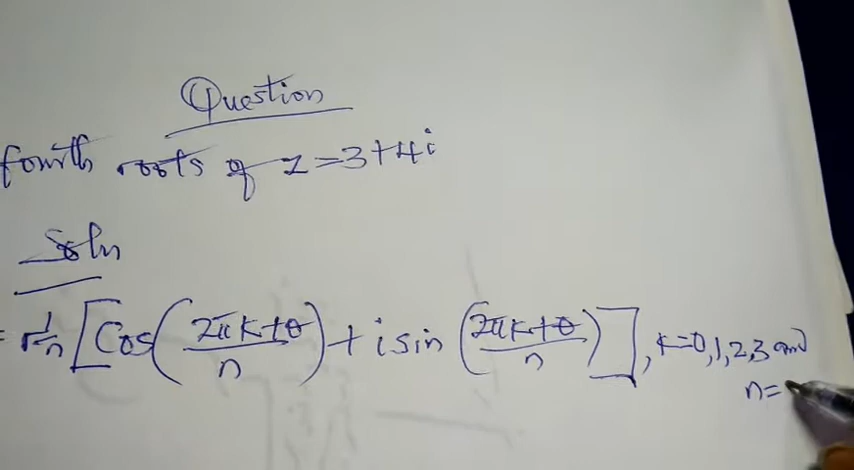 Question
fourth roots of z=3+4i
Soln
= r^(1/n) [Cos((2πk+θ)/n) + i sin((2πk+θ)/n)], k=0,1,2,3 and
n=